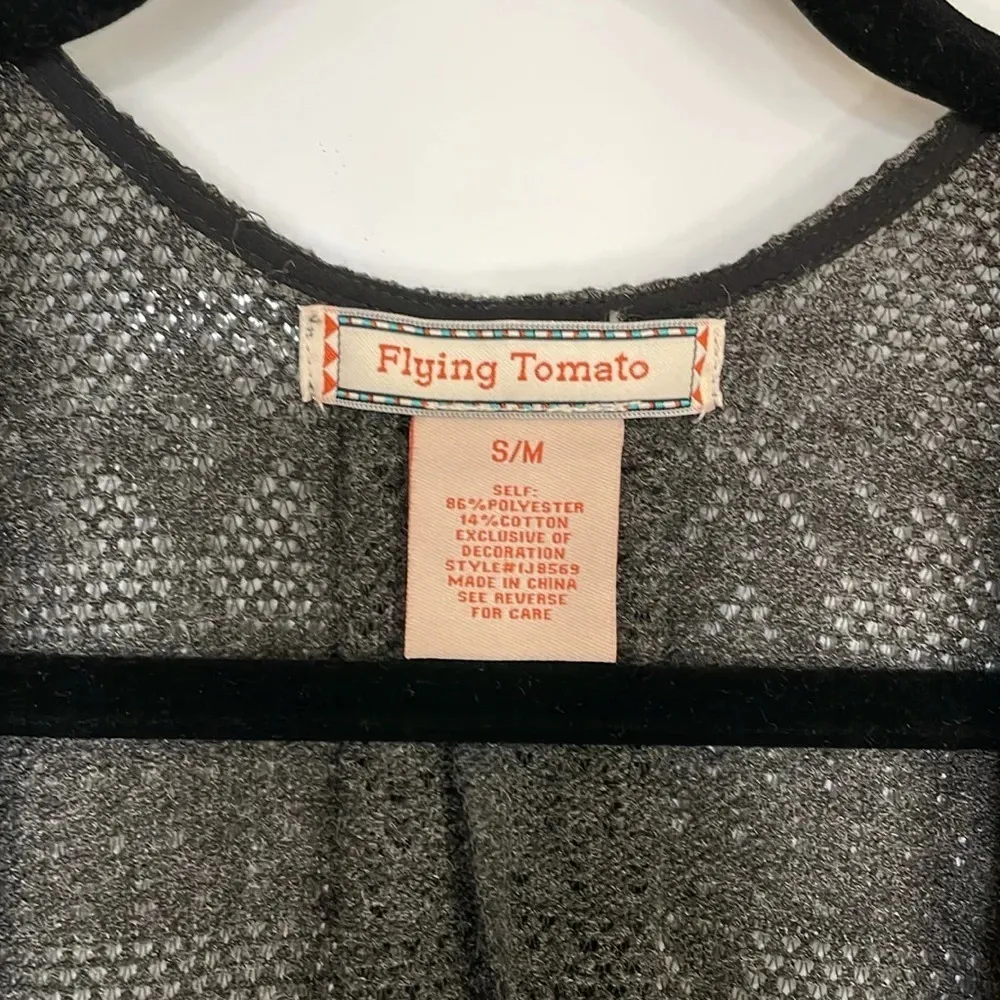 Flying Tomato
S/M
SELF:
86%POLYESTER
14%COTTON
EXCLUSIVE OF
DECORATION
STYLE#IJ8569
MADE IN CHINA
SEE REVERSE
FOR CARE